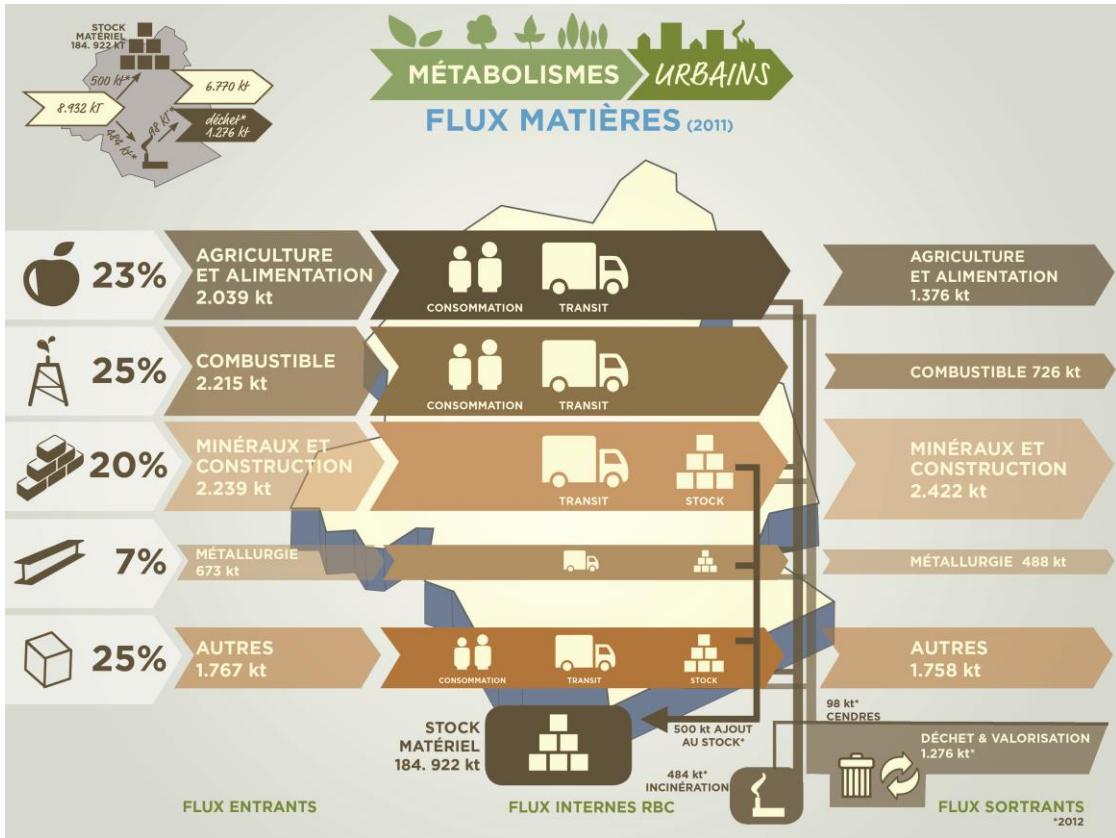 STOCK
MATÉRIEL
184. 922 kT
500 kt*
8.932 kT
6.770 kt
484 kt*
98 kT*
déchet*
1.276 kt
MÉTABOLISMES
URBAINS
FLUX MATIÈRES (2011)
23%
AGRICULTURE
ET ALIMENTATION
2.039 kt
CONSOMMATION
TRANSIT
AGRICULTURE
ET ALIMENTATION
1.376 kt
25%
COMBUSTIBLE
2.215 kt
CONSOMMATION
TRANSIT
COMBUSTIBLE 726 kt
20%
MINÉRAUX ET
CONSTRUCTION
2.239 kt
TRANSIT
STOCK
MINÉRAUX ET
CONSTRUCTION
2.422 kt
7%
MÉTALLURGIE
673 kt
MÉTALLURGIE 488 kt
25%
AUTRES
1.767 kt
CONSOMMATION
TRANSIT
STOCK
AUTRES
1.758 kt
STOCK
MATÉRIEL
184. 922 kt
500 kt AJOUT
AU STOCK*
484 kt*
INCINÉRATION
98 kt*
CENDRES
DÉCHET & VALORISATION
1.276 kt*
FLUX ENTRANTS
FLUX INTERNES RBC
FLUX SORTRANTS
*2012